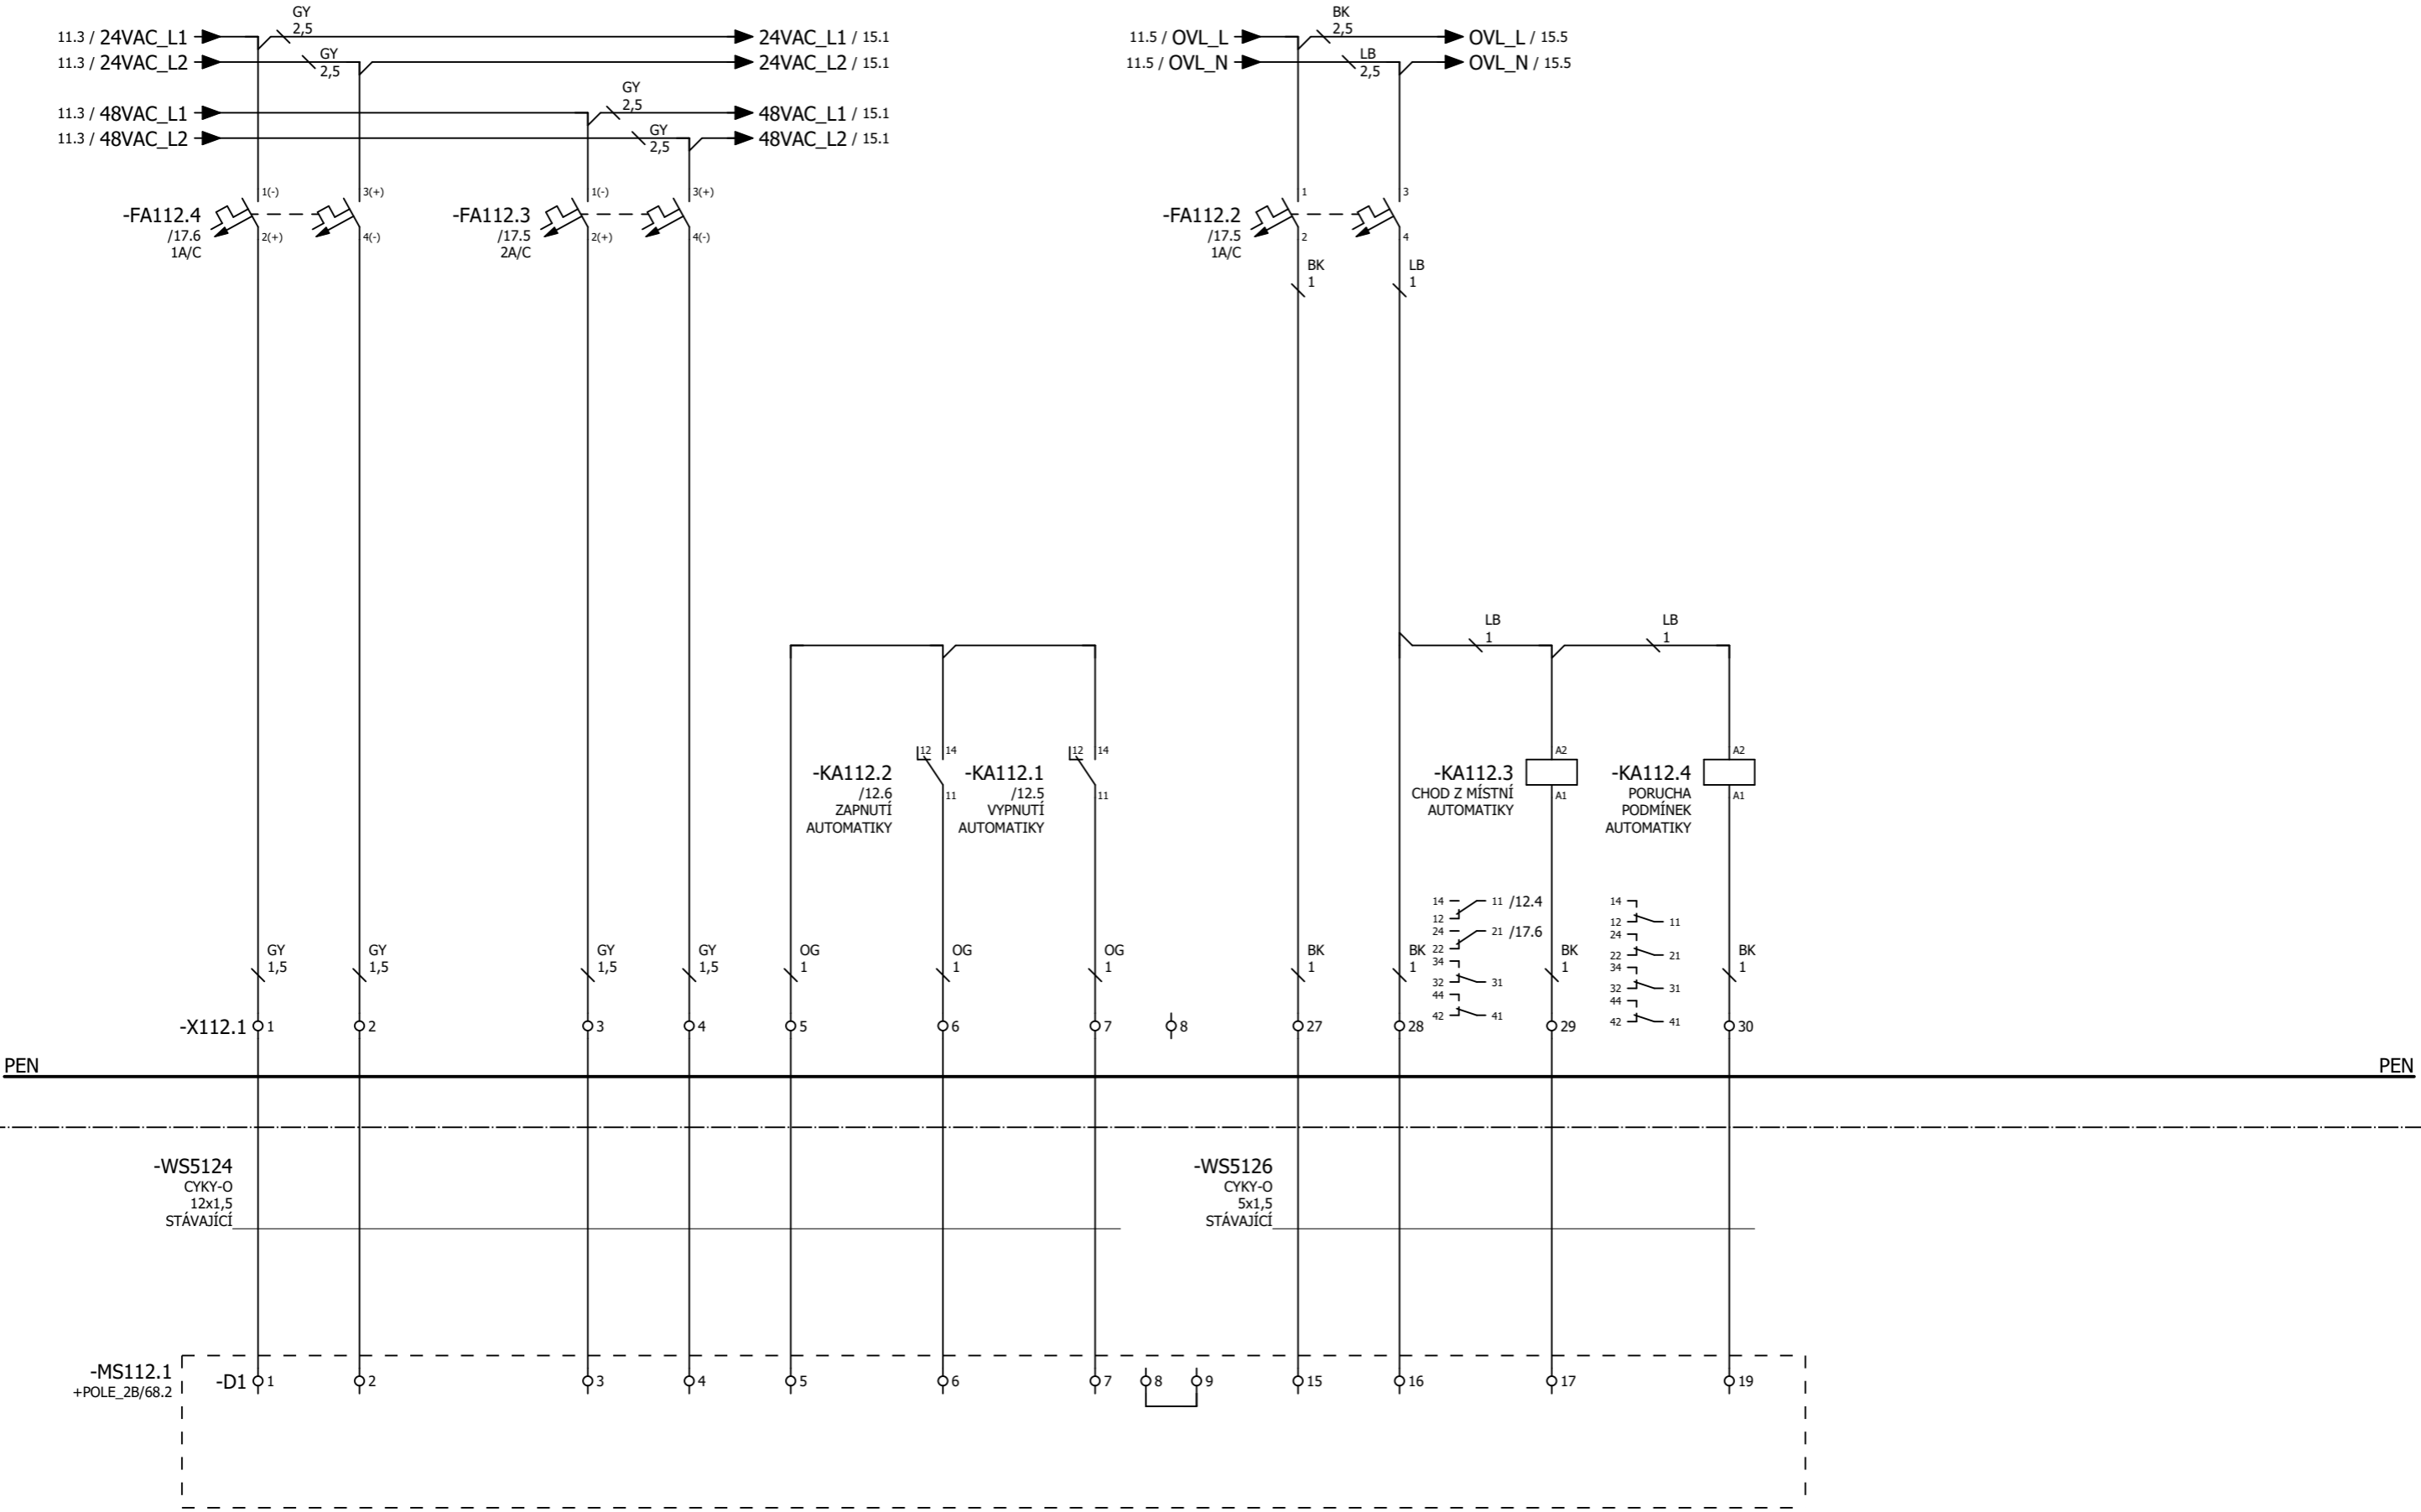 GY
2,5
11.3 / 24VAC_L1
24VAC_L1 / 15.1
GY
2,5
11.3 / 24VAC_L2
24VAC_L2 / 15.1
GY
2,5
11.3 / 48VAC_L1
48VAC_L1 / 15.1
GY
2,5
11.3 / 48VAC_L2
48VAC_L2 / 15.1
BK
2,5
11.5 / OVL_L
OVL_L / 15.5
LB
2,5
11.5 / OVL_N
OVL_N / 15.5
-FA112.4
/17.6
1A/C
1(-)
2(+)
3(+)
4(-)
-FA112.3
/17.5
2A/C
1(-)
2(+)
3(+)
4(-)
-FA112.2
/17.5
1A/C
1
2
3
4
BK
1
LB
1
LB
1
LB
1
-KA112.2
/12.6
ZAPNUTÍ
AUTOMATIKY
12
14
11
-KA112.1
/12.5
VYPNUTÍ
AUTOMATIKY
12
14
11
-KA112.3
CHOD Z MÍSTNÍ
AUTOMATIKY
A2
A1
-KA112.4
PORUCHA
PODMÍNEK
AUTOMATIKY
A2
A1
14
11 /12.4
12
24
21 /17.6
22
34
32
31
44
42
41
14
12
11
24
22
21
34
32
31
44
42
41
GY
1,5
GY
1,5
GY
1,5
GY
1,5
OG
1
OG
1
OG
1
BK
1
BK
1
BK
1
BK
1
-X112.1
1
2
3
4
5
6
7
8
27
28
29
30
PEN
PEN
-WS5124
CYKY-O
12x1,5
STÁVAJÍCÍ
-WS5126
CYKY-O
5x1,5
STÁVAJÍCÍ
-MS112.1
+POLE_2B/68.2
-D1
1
2
3
4
5
6
7
8
9
15
16
17
19